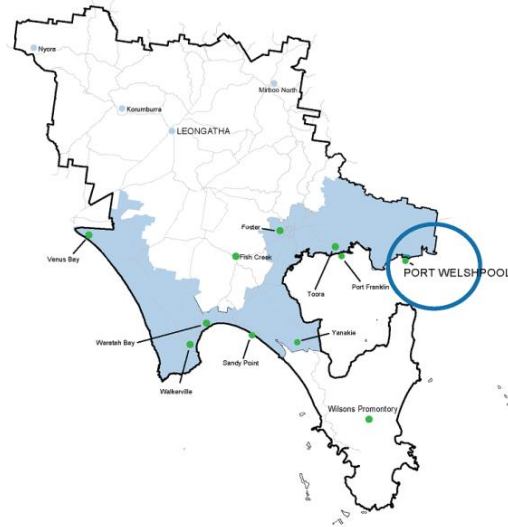 Nyora
Mirboo North
Korumburra
LEONGATHA
Foster
Venus Bay
Fish Creek
PORT WELSHPOOL
Toora
Port Franklin
Waratah Bay
Yanakie
Sandy Point
Walkerville
Wilsons Promontory